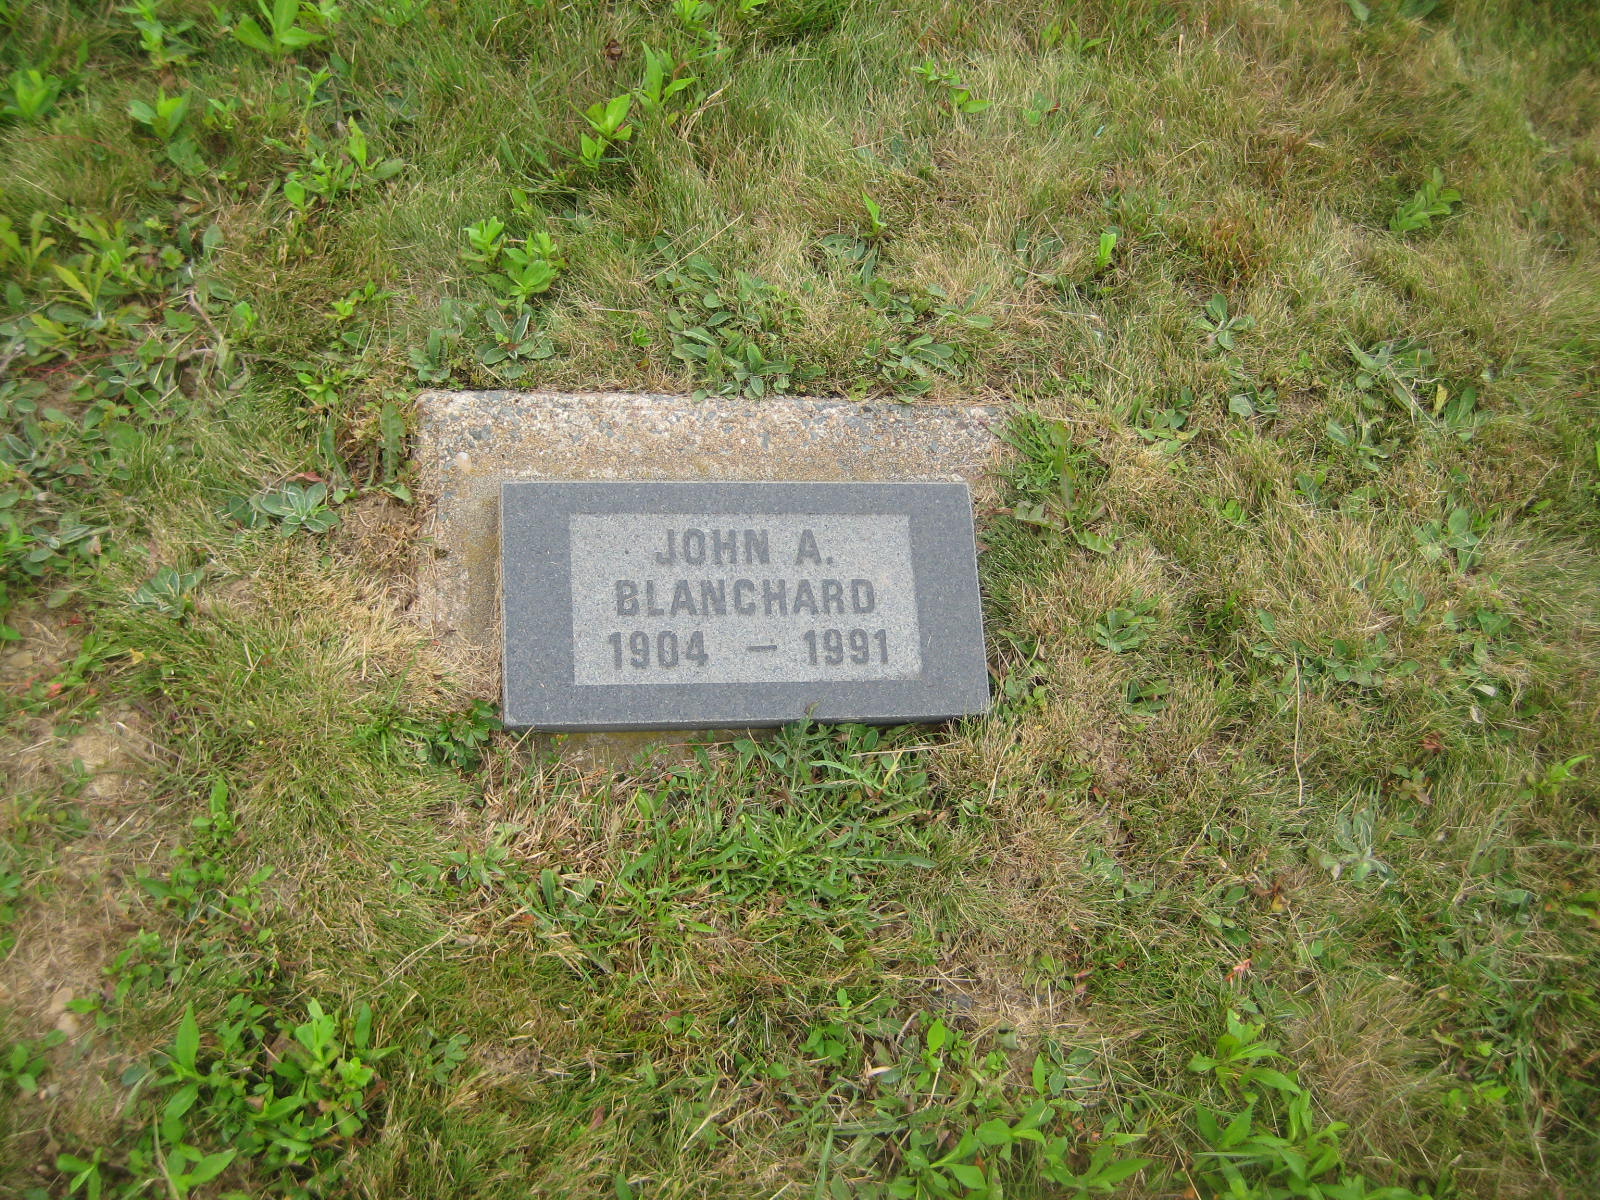 JOHN A.
BLANCHARD
1904 — 1991